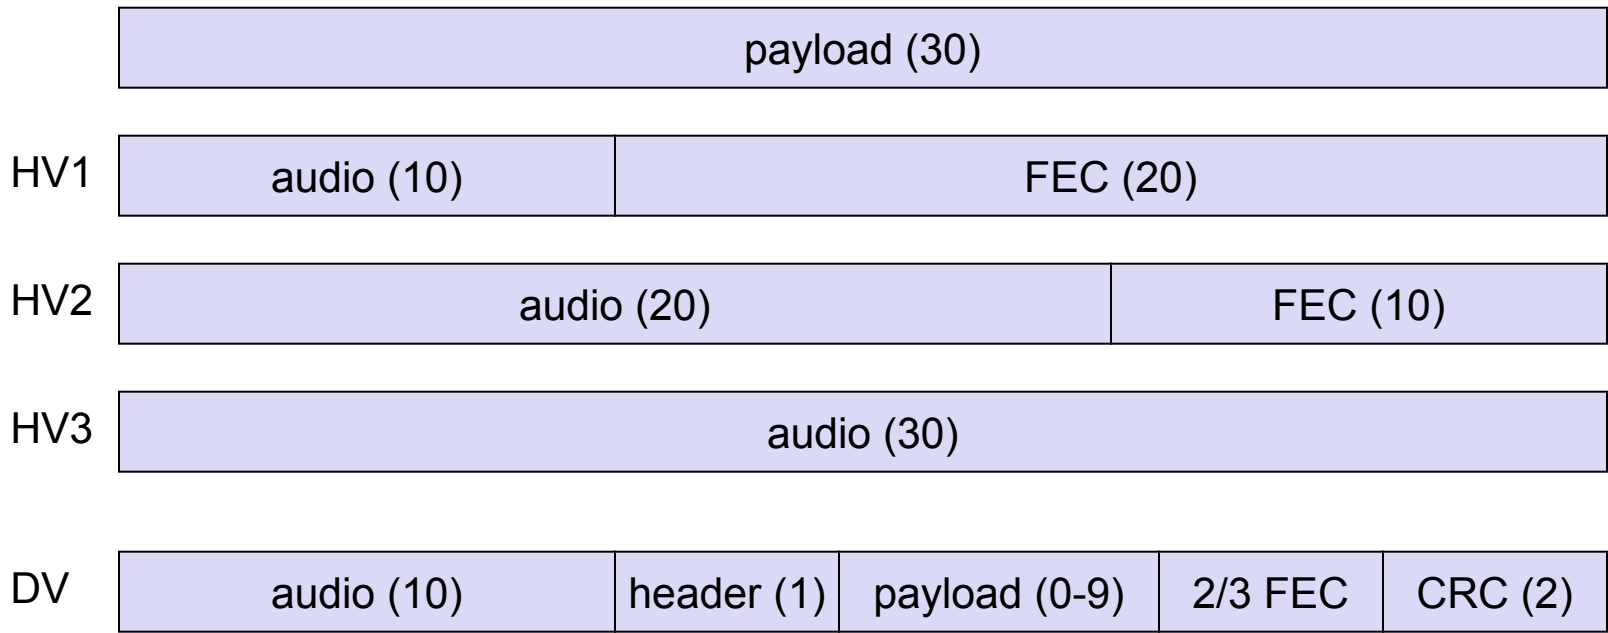 payload (30)
HV1 audio (10) FEC (20)
HV2 audio (20) FEC (10)
HV3 audio (30)
DV audio (10) header (1) payload (0-9) 2/3 FEC CRC (2)